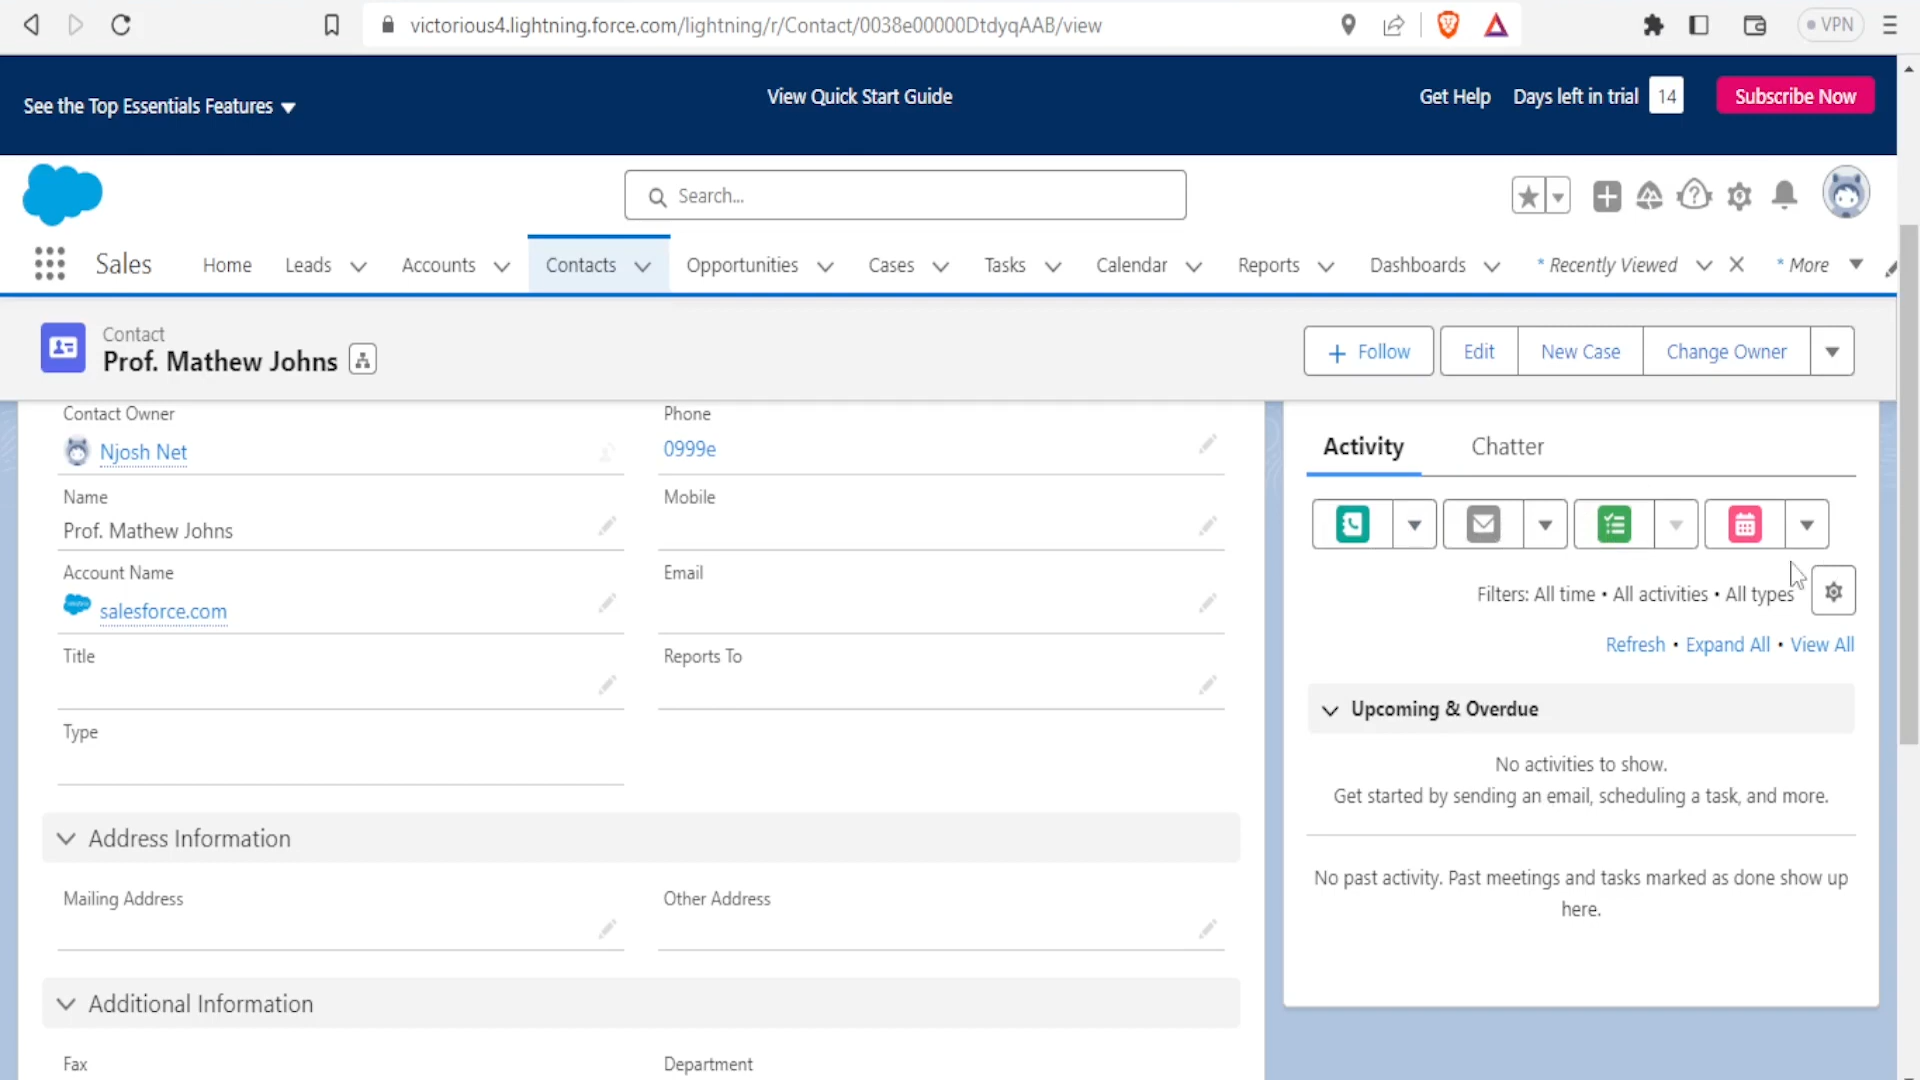 victorious4.lightning.force.com/lightning/r/Contact/0038e00000DtdyqAAB/view
VPN
See the Top Essentials Features
View Quick Start Guide
Get Help
Days left in trial 14
Subscribe Now
Search...
Sales
Home
Leads
Accounts
Contacts
Opportunities
Cases
Tasks
Calendar
Reports
Dashboards
* Recently Viewed
* More
Contact
Prof. Mathew Johns
Follow
Edit
New Case
Change Owner
Contact Owner
Njosh Net
Phone
0999e
Name
Prof. Mathew Johns
Mobile
Account Name
salesforce.com
Email
Title
Reports To
Type
Address Information
Mailing Address
Other Address
Additional Information
Fax
Department
Activity
Chatter
Filters: All time • All activities • All types
Refresh • Expand All • View All
Upcoming & Overdue
No activities to show.
Get started by sending an email, scheduling a task, and more.
No past activity. Past meetings and tasks marked as done show up
here.